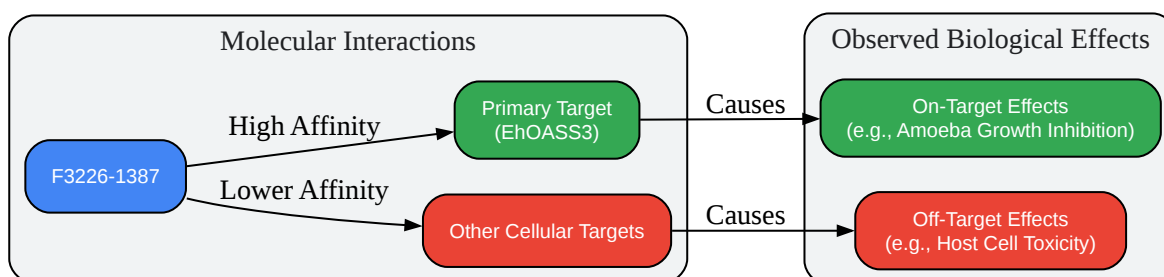 Molecular Interactions
Observed Biological Effects
F3226-1387
High Affinity
Lower Affinity
Primary Target
(EhOASS3)
Other Cellular Targets
Causes
Causes
On-Target Effects
(e.g., Amoeba Growth Inhibition)
Off-Target Effects
(e.g., Host Cell Toxicity)